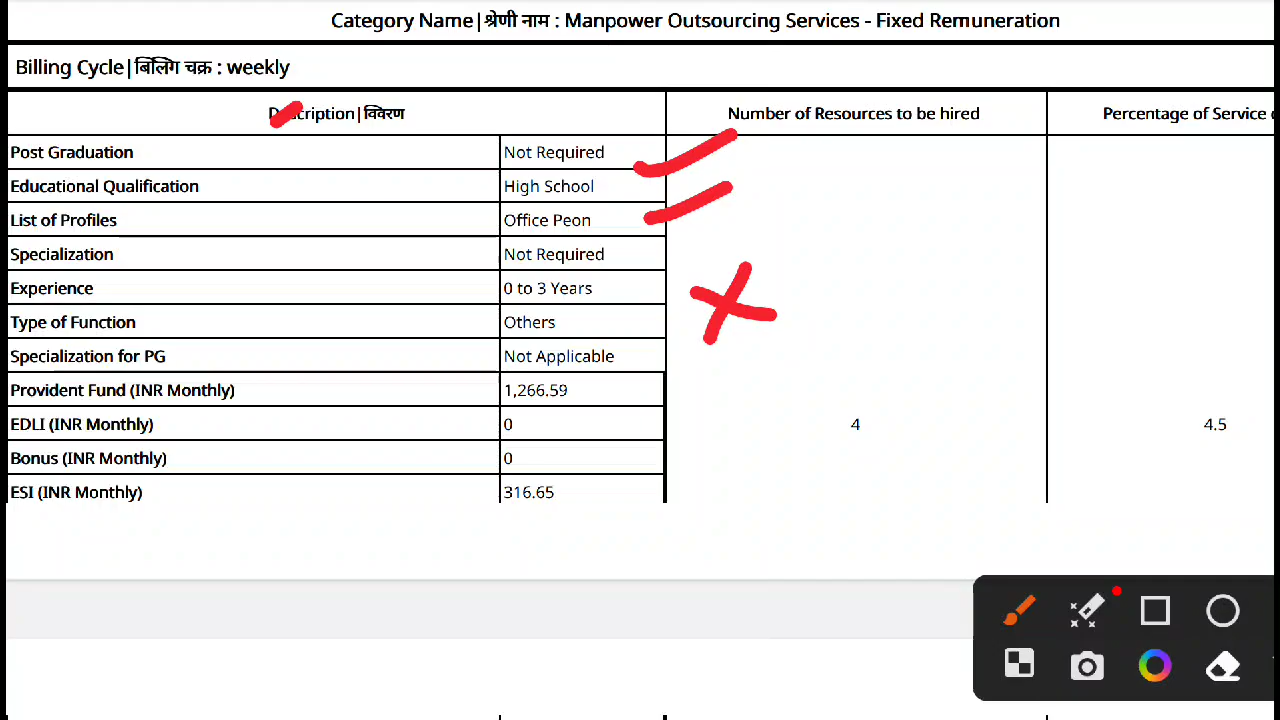 Category Name|श्रेणी नाम : Manpower Outsourcing Services - Fixed Remuneration
Billing Cycle|बिलिंग चक्र : weekly
Description|विवरण Number of Resources to be hired Percentage of Service
Post Graduation Not Required
Educational Qualification High School
List of Profiles Office Peon
Specialization Not Required
Experience 0 to 3 Years
Type of Function Others
Specialization for PG Not Applicable
Provident Fund (INR Monthly) 1,266.59
EDLI (INR Monthly) 0 4 4.5
Bonus (INR Monthly) 0
ESI (INR Monthly) 316.65